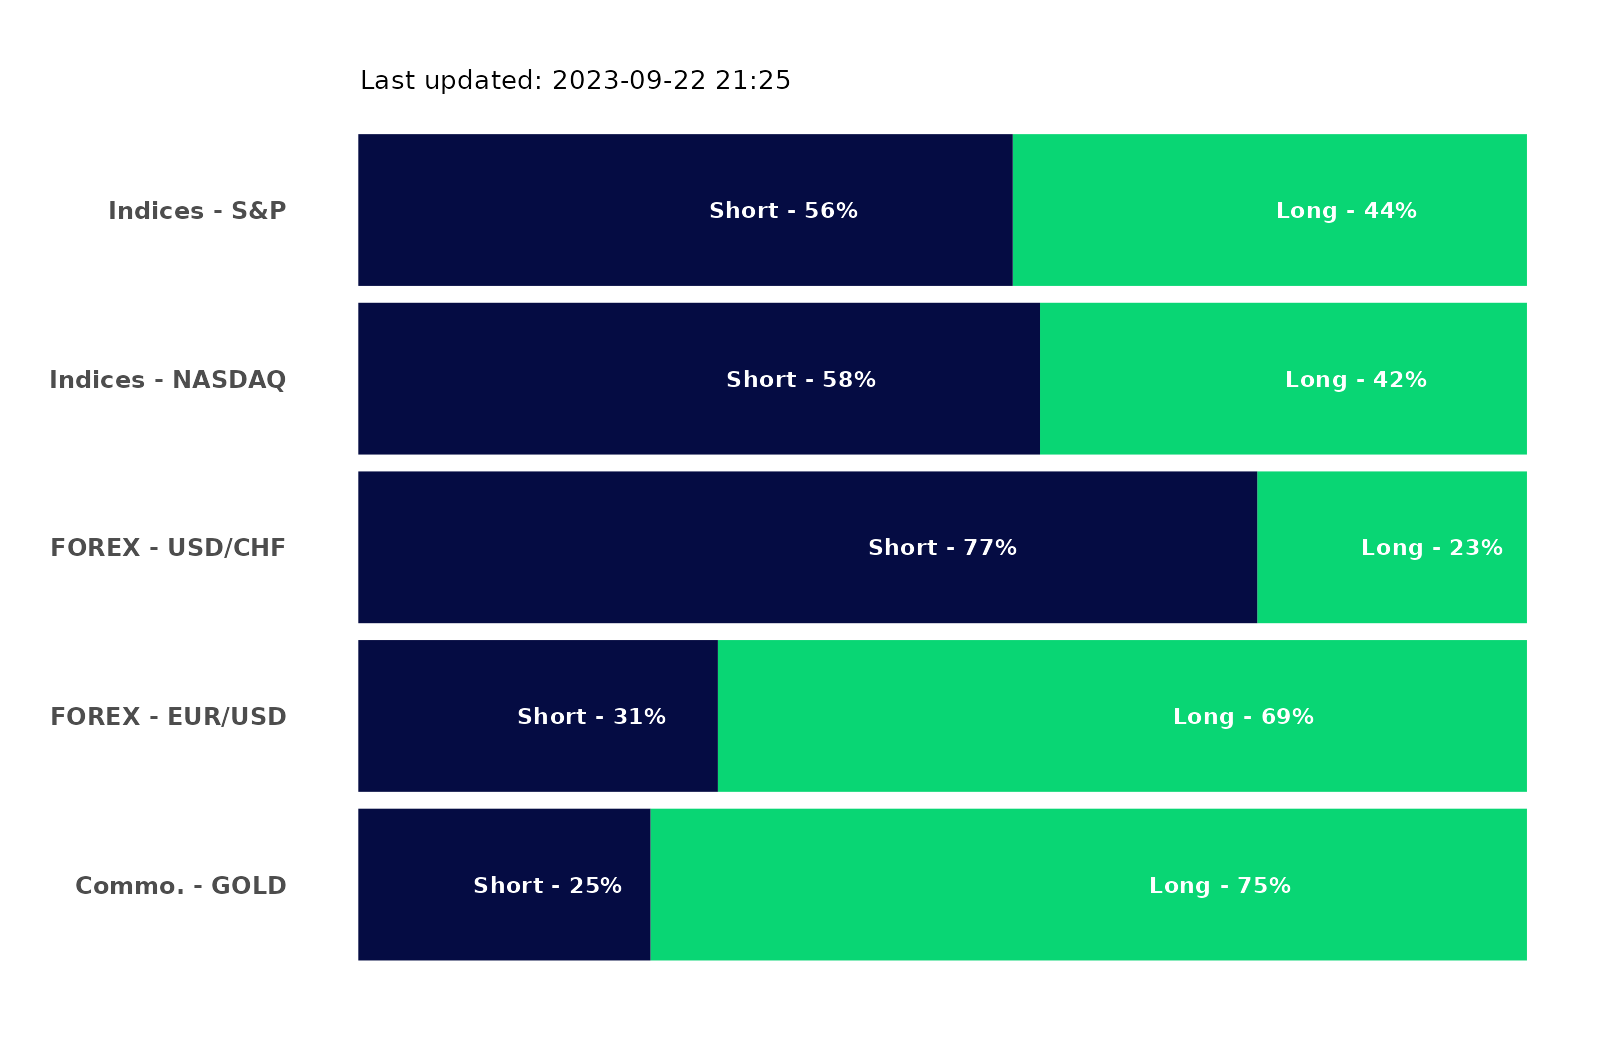 Last updated: 2023-09-22 21:25
Indices - S&P Short - 56% Long - 44%
Indices - NASDAQ Short - 58% Long - 42%
FOREX - USD/CHF Short - 77% Long - 23%
FOREX - EUR/USD Short - 31% Long - 69%
Commo. - GOLD Short - 25% Long - 75%